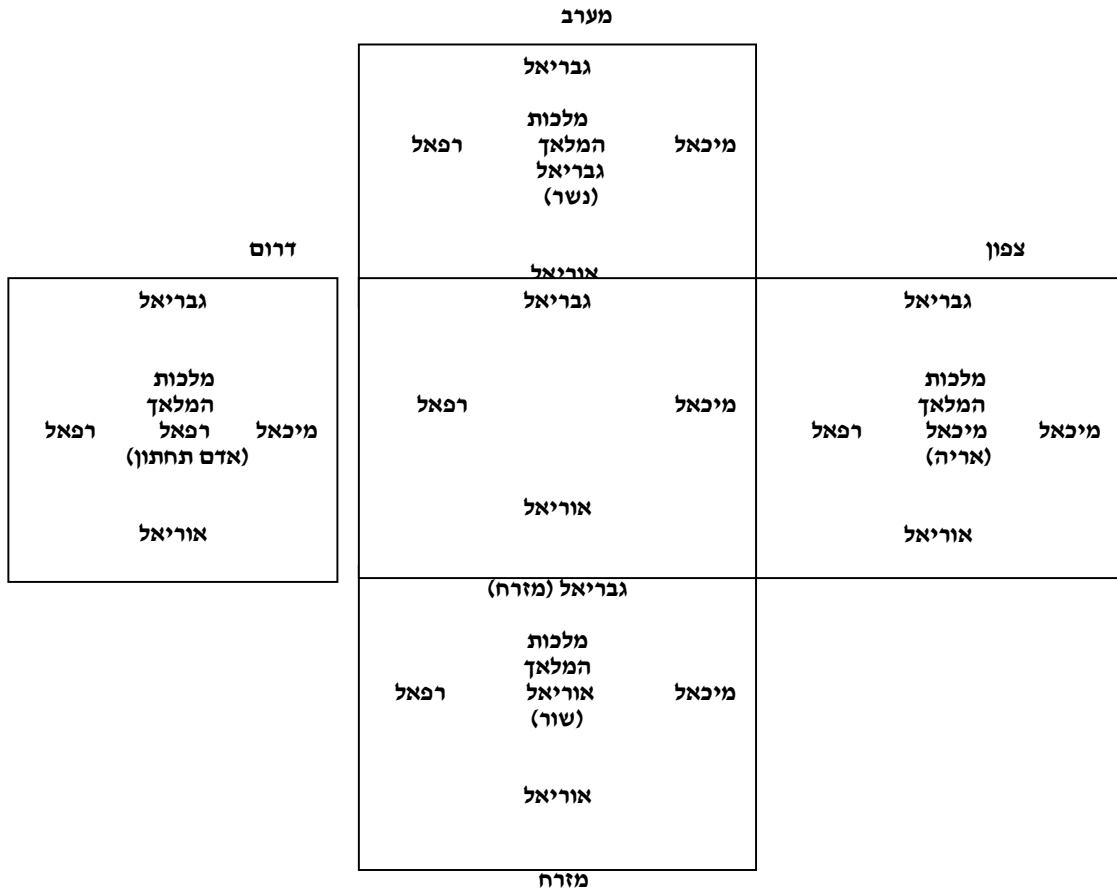 מערב
גבריאל
מלכות
מיכאל המלאך רפאל
גבריאל
(נשר)
אוריאל
צפון
גבריאל
מלכות
המלאך
מיכאל מיכאל רפאל
(אריה)
אוריאל
גבריאל
מיכאל רפאל
אוריאל
דרום
גבריאל
מלכות
המלאך
מיכאל רפאל רפאל
(אדם תחתון)
אוריאל
גבריאל (מזרח)
מלכות
המלאך
מיכאל אוריאל רפאל
(שור)
אוריאל
מזרח